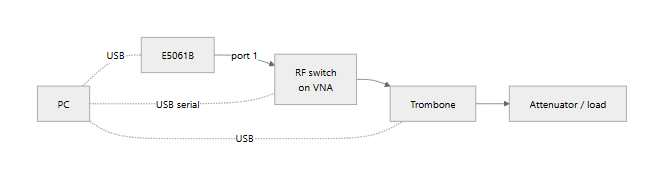 USB
E5061B
port 1
RF switch
on VNA
PC
USB serial
Trombone
Attenuator / load
USB